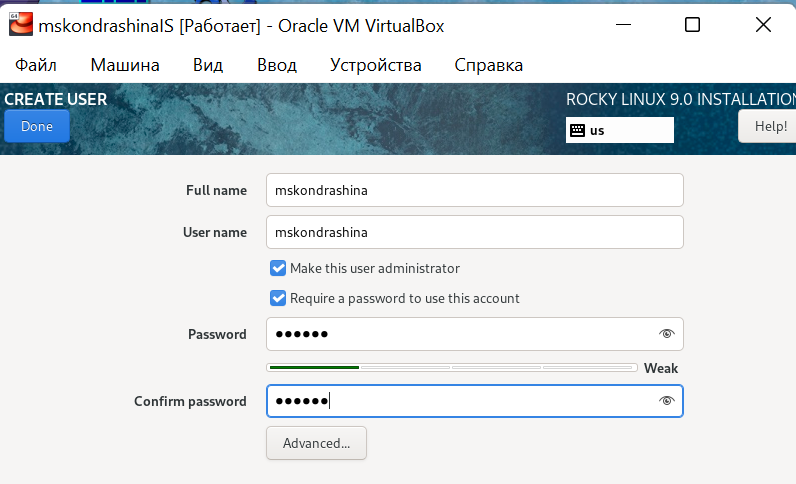 mskondrashinaIS [Работает] - Oracle VM VirtualBox
Файл Машина Вид Ввод Устройства Справка
CREATE USER
ROCKY LINUX 9.0 INSTALLATION
Done
us
Help!
Full name
mskondrashina
User name
mskondrashina
Make this user administrator
Require a password to use this account
Password
●●●●●●
Weak
Confirm password
●●●●●●
Advanced...